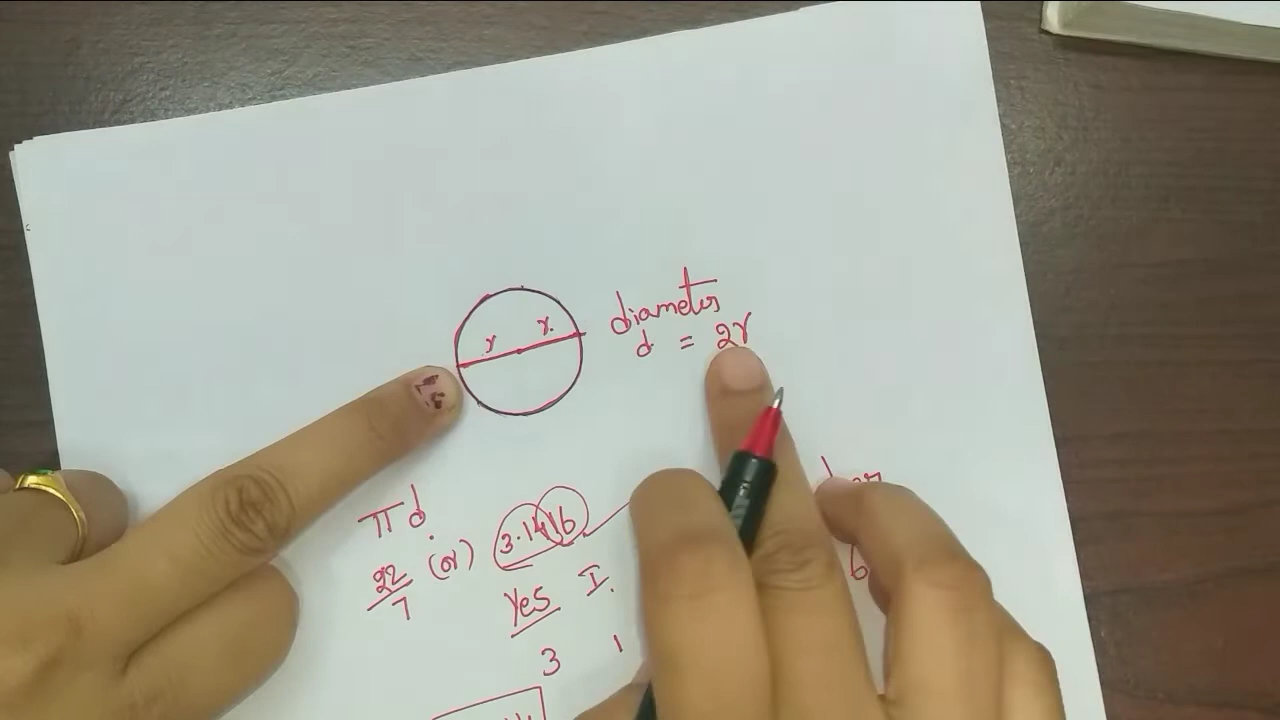 r r
diameter
d = 2r
πd
22/7 (or) 3.1416
Yes I
3 1